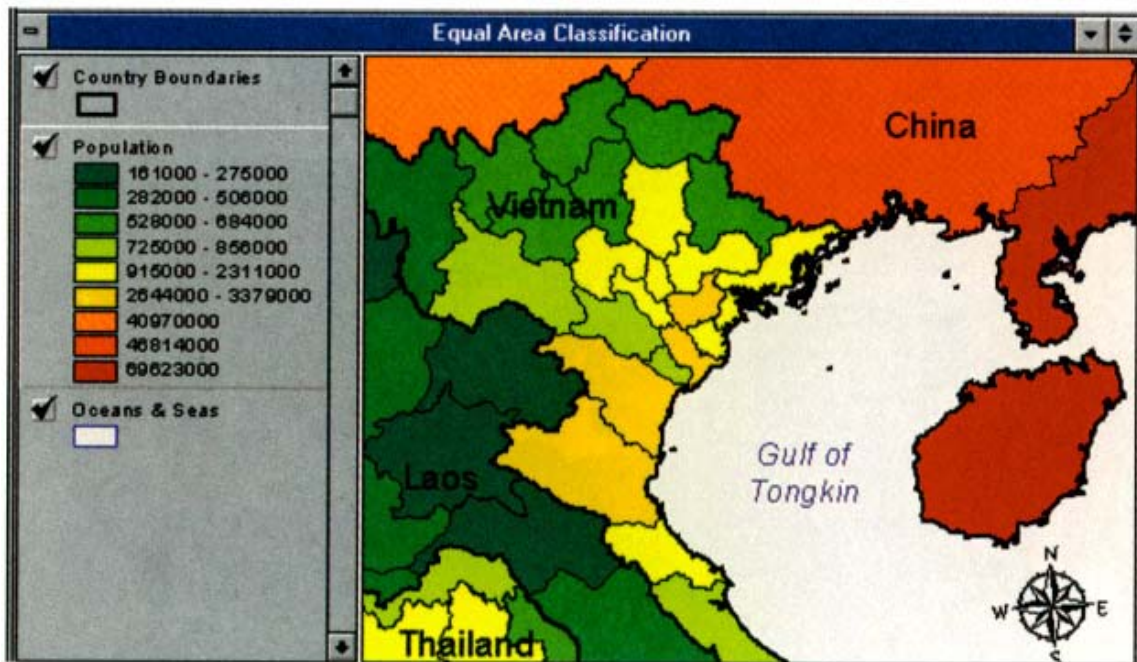 Equal Area Classification
Country Boundaries
Population
161000 - 275000
282000 - 506000
528000 - 684000
725000 - 856000
915000 - 2311000
2644000 - 3379000
40970000
46814000
69623000
Oceans & Seas
China
Vietnam
Laos
Gulf of
Tongkin
Thailand
N
W
E
S